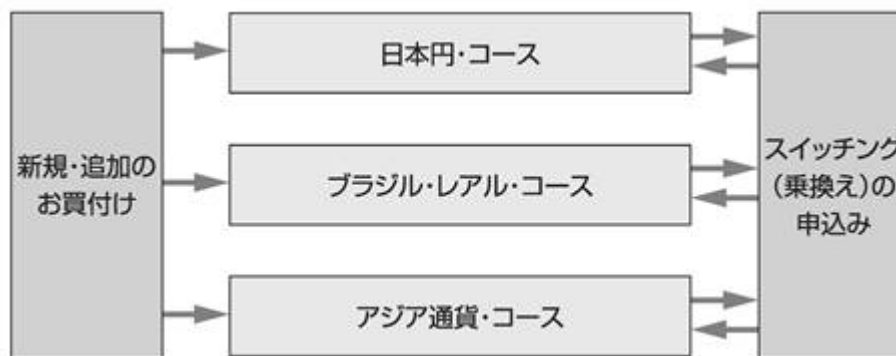 新規・追加の
お買付け
日本円・コース
ブラジル・レアル・コース
アジア通貨・コース
スイッチング
(乗換え)の
申込み